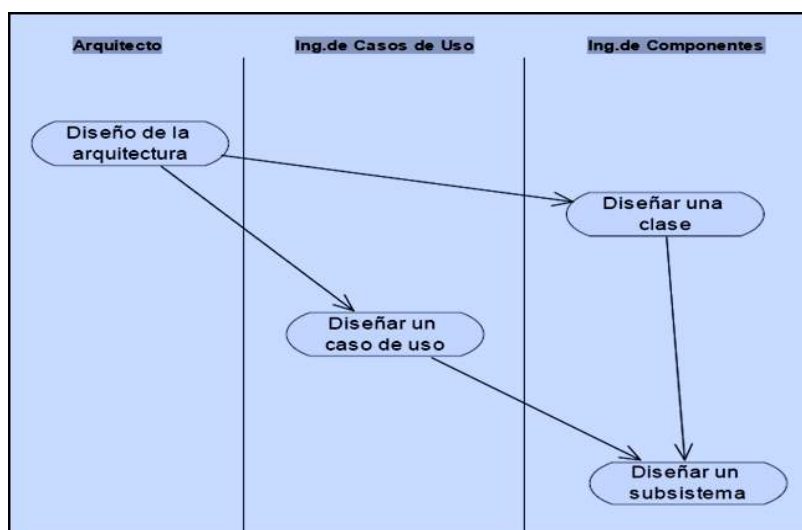 Arquitecto
Ing.de Casos de Uso
Ing.de Componentes
Diseño de la
arquitectura
Diseñar una
clase
Diseñar un
caso de uso
Diseñar un
subsistema